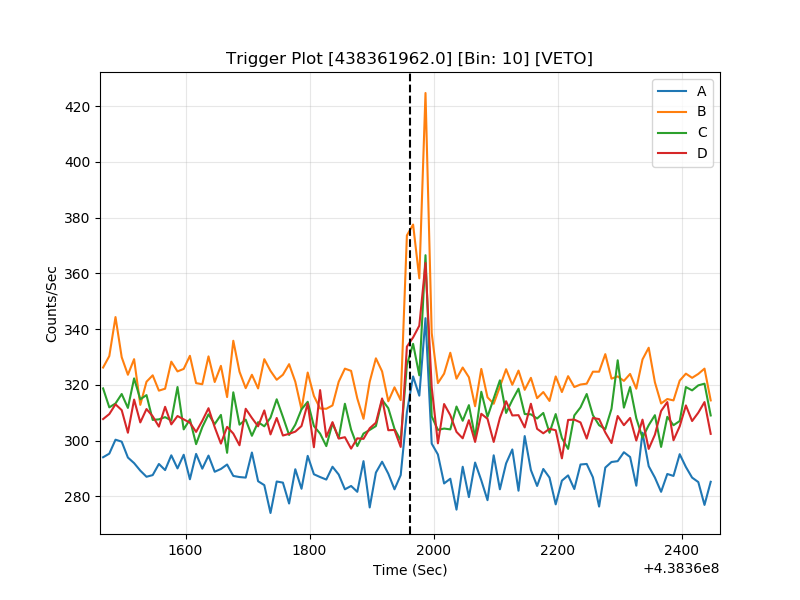 Trigger Plot [438361962.0] [Bin: 10] [VETO]
A
B
C
D
420
400
380
360
340
320
300
280
Counts/Sec
1600
1800
2000
2200
2400
+4.3836e8
Time (Sec)